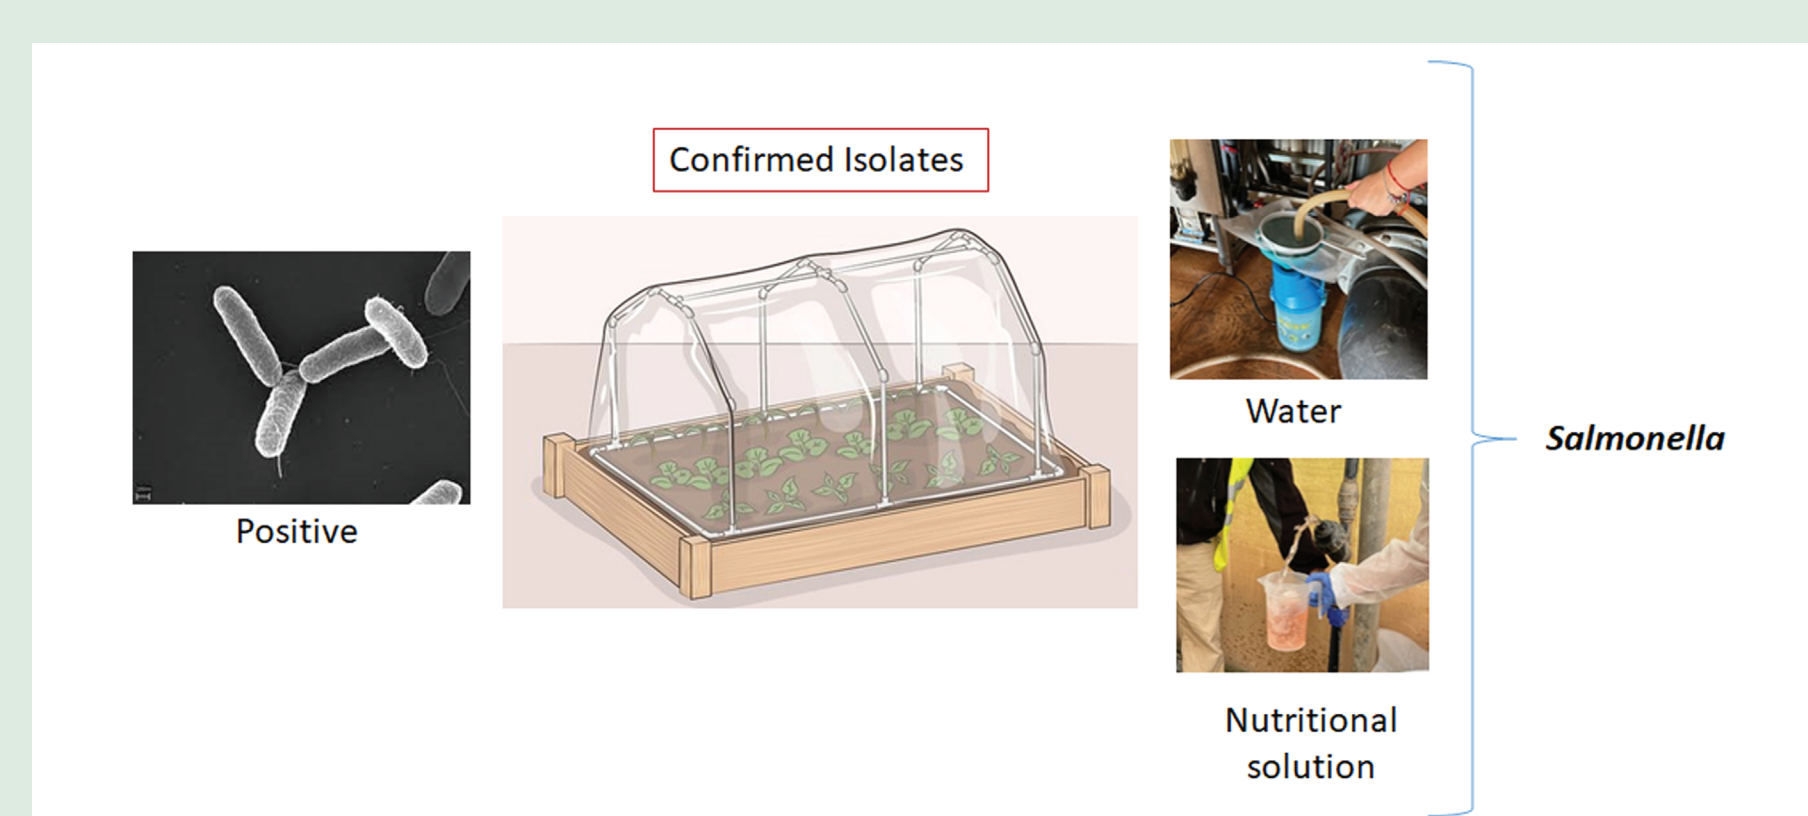 Confirmed Isolates
Positive
Water
Nutritional
solution
Salmonella